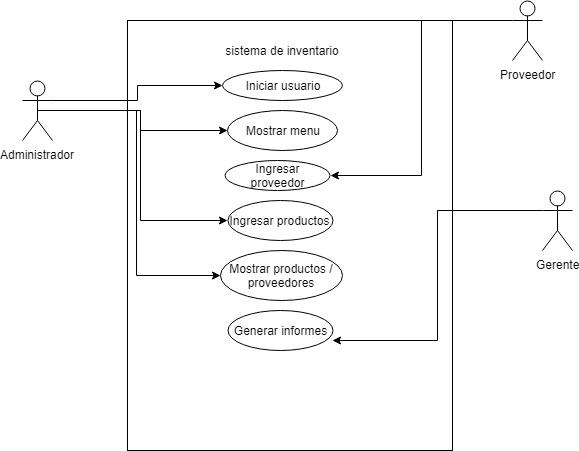 sistema de inventario
Proveedor
Iniciar usuario
Mostrar menu
Administrador
Ingresar
proveedor
Ingresar productos
Gerente
Mostrar productos /
proveedores
Generar informes